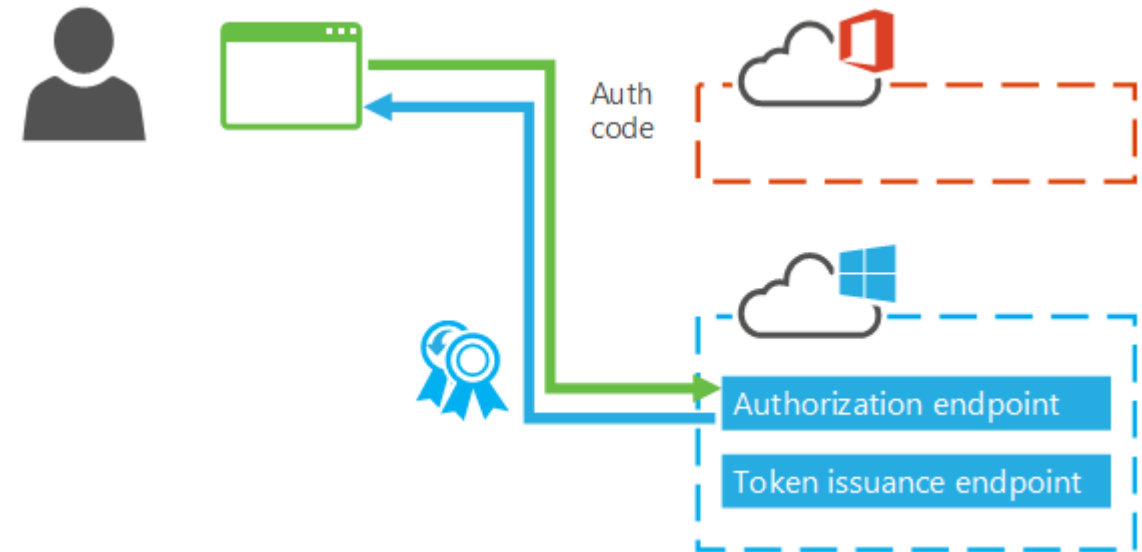 Auth
code
Authorization endpoint
Token issuance endpoint